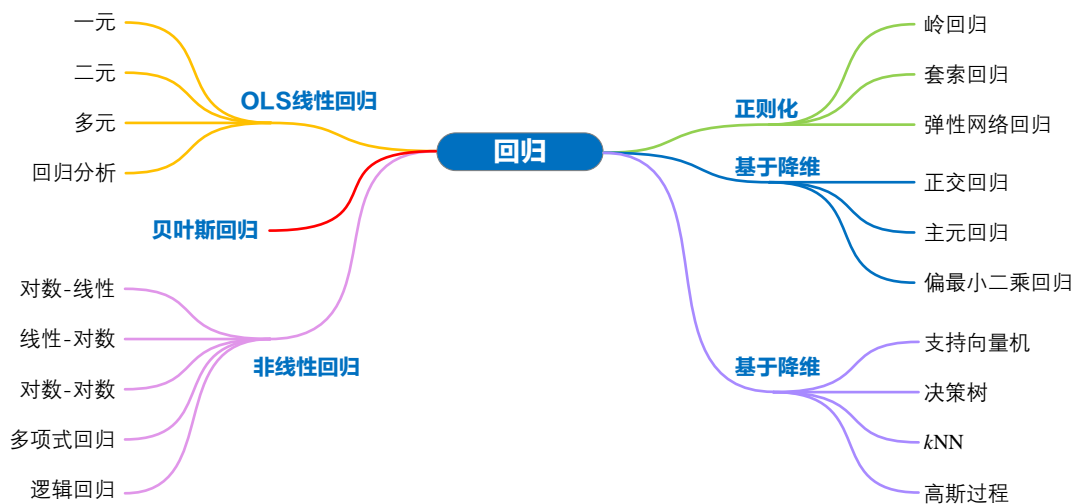 回归
OLS线性回归
一元
二元
多元
回归分析
贝叶斯回归
非线性回归
对数-线性
线性-对数
对数-对数
多项式回归
逻辑回归
正则化
岭回归
套索回归
弹性网络回归
基于降维
正交回归
主元回归
偏最小二乘回归
基于降维
支持向量机
决策树
kNN
高斯过程